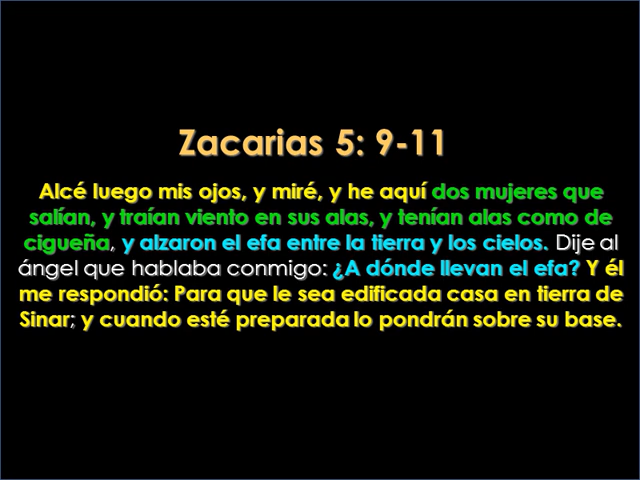 Zacarias 5: 9-11
Alcé luego mis ojos, y miré, y he aquí dos mujeres que
salían, y traían viento en sus alas, y tenían alas como de
cigueña, y alzaron el efa entre la tierra y los cielos. Dije al
ángel que hablaba conmigo: ¿A dónde llevan el efa? Y él
me respondió: Para que le sea edificada casa en tierra de
Sinar; y cuando esté preparada lo pondrán sobre su base.